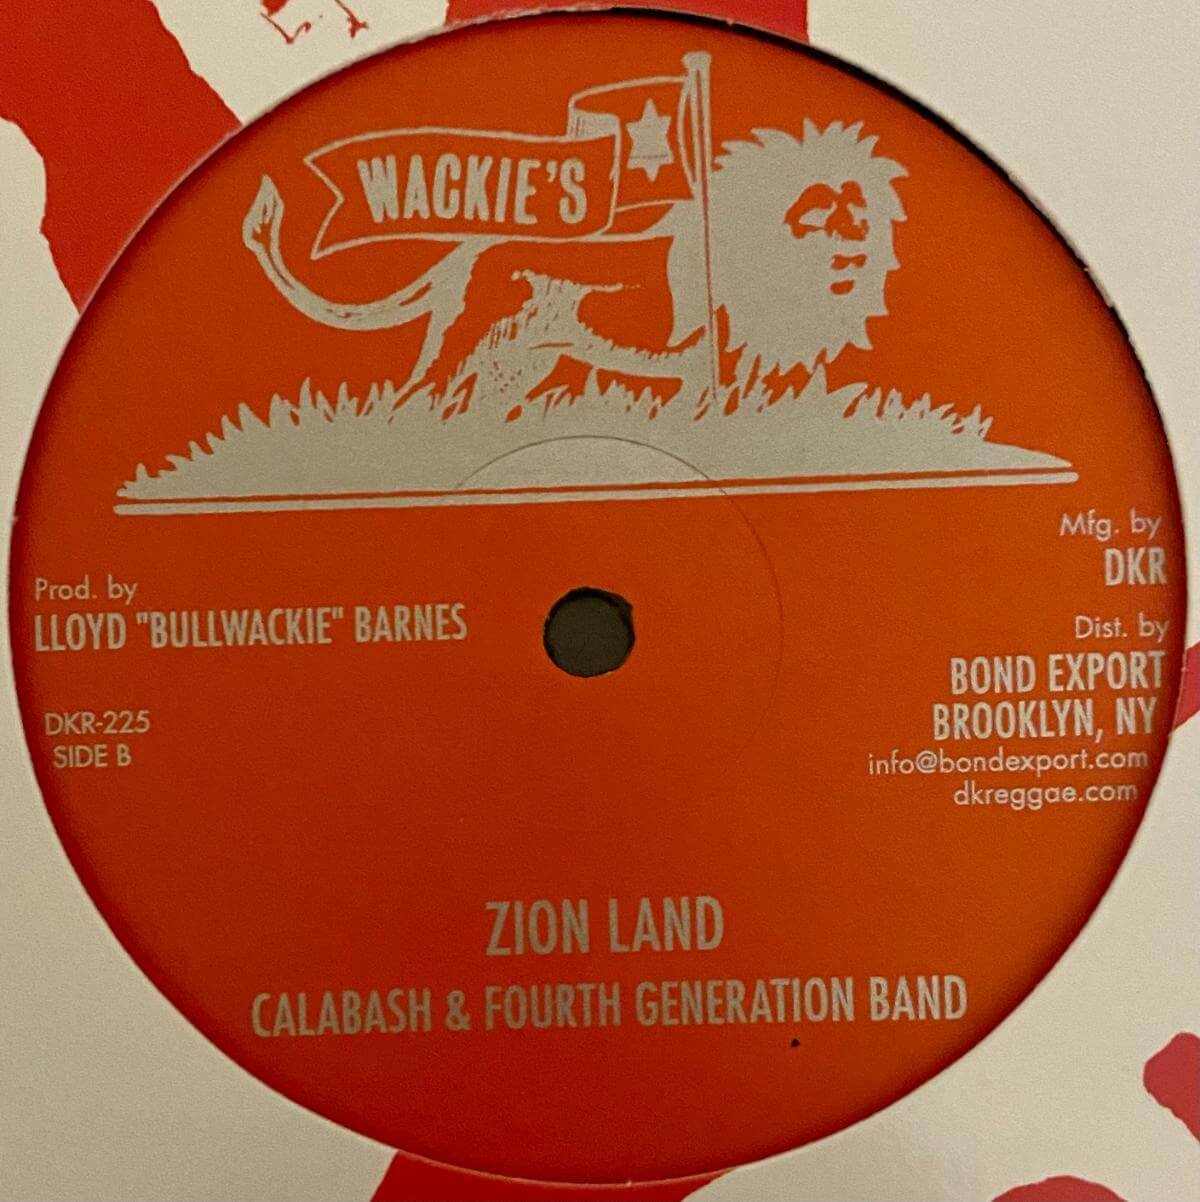 WACKIE'S
Prod. by
LLOYD "BULLWACKIE" BARNES
DKR-225
SIDE B
Mfg. by
DKR
Dist. by
BOND EXPORT
BROOKLYN, NY
info@bondexport.com
dkreggae.com
ZION LAND
CALABASH & FOURTH GENERATION BAND